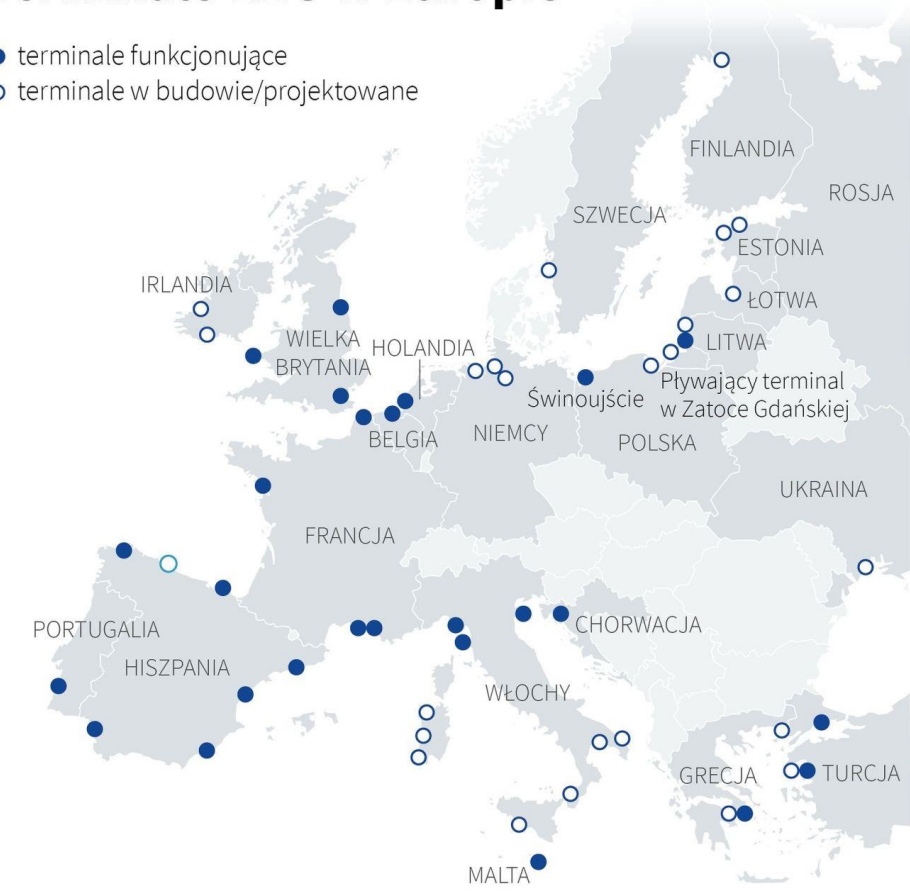 terminale funkcjonujące
terminale w budowie/projektowane
FINLANDIA
ROSJA
SZWECJA
ESTONIA
IRLANDIA
ŁOTWA
WIELKA
BRYTANIA
HOLANDIA
LITWA
Świnoujście
Pływający terminal
w Zatoce Gdańskiej
BELGIA
NIEMCY
POLSKA
UKRAINA
FRANCJA
PORTUGALIA
CHORWACJA
HISZPANIA
WŁOCHY
GRECJA
TURCJA
MALTA